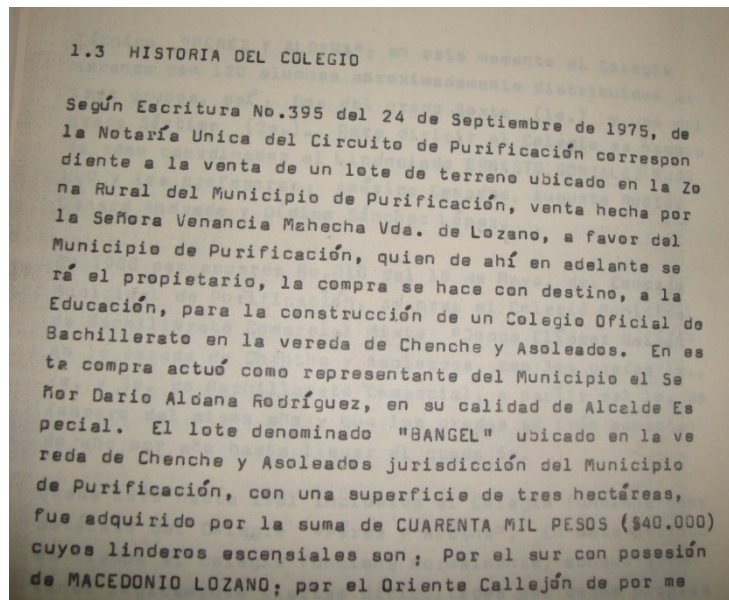 1.3 HISTORIA DEL COLEGIO
Según Escritura No.395 del 24 de Septiembre de 1975, de
la Notaría Unica del Circuito de Purificación correspon
diente a la venta de un lote de terreno ubicado en la Zo
na Rural del Municipio de Purificación, venta hecha por
la Señora Venancia Mahecha Vda. de Lozano, a favor del
Municipio de Purificación, quien de ahí en adelante se
rá el propietario, la compra se hace con destino, a la
Educación, para la construcción de un Colegio Oficial de
Bachillerato en la vereda de Chenche y Asoleados. En es
ta compra actuó como representante del Municipio el Se
ñor Dario Aldana Rodríguez, en su calidad de Alcalde Es
pecial. El lote denominado "BANGEL" ubicado en la ve
reda de Chenche y Asoleados jurisdicción del Municipio
de Purificación, con una superficie de tres hectáreas,
fue adquirido por la suma de CUARENTA MIL PESOS ($40.000)
cuyos linderos escensiales son ; Por el sur con posesión
de MACEDONIO LOZANO; por el Oriente Callejón de por me